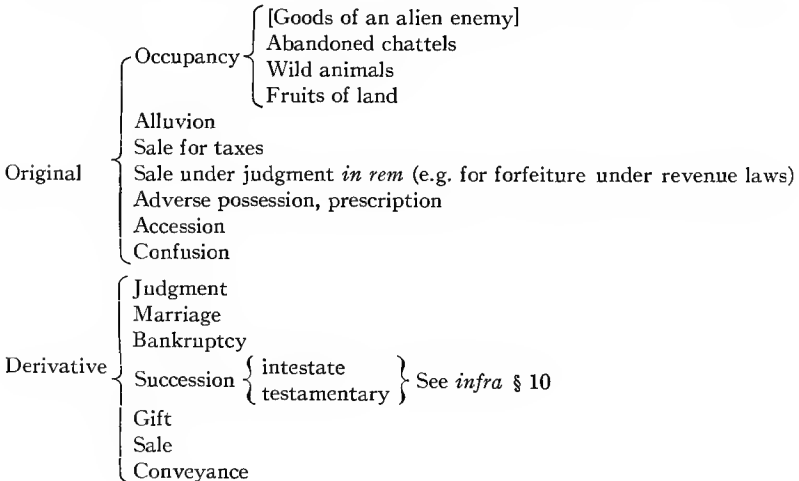 [Goods of an alien enemy]
Occupancy Abandoned chattels
Wild animals
Fruits of land
Alluvion
Sale for taxes
Original Sale under judgment in rem (e.g. for forfeiture under revenue laws)
Adverse possession, prescription
Accession
Confusion
Judgment
Marriage
Bankruptcy
Derivative Succession { intestate
testamentary } See infra § 10
Gift
Sale
Conveyance